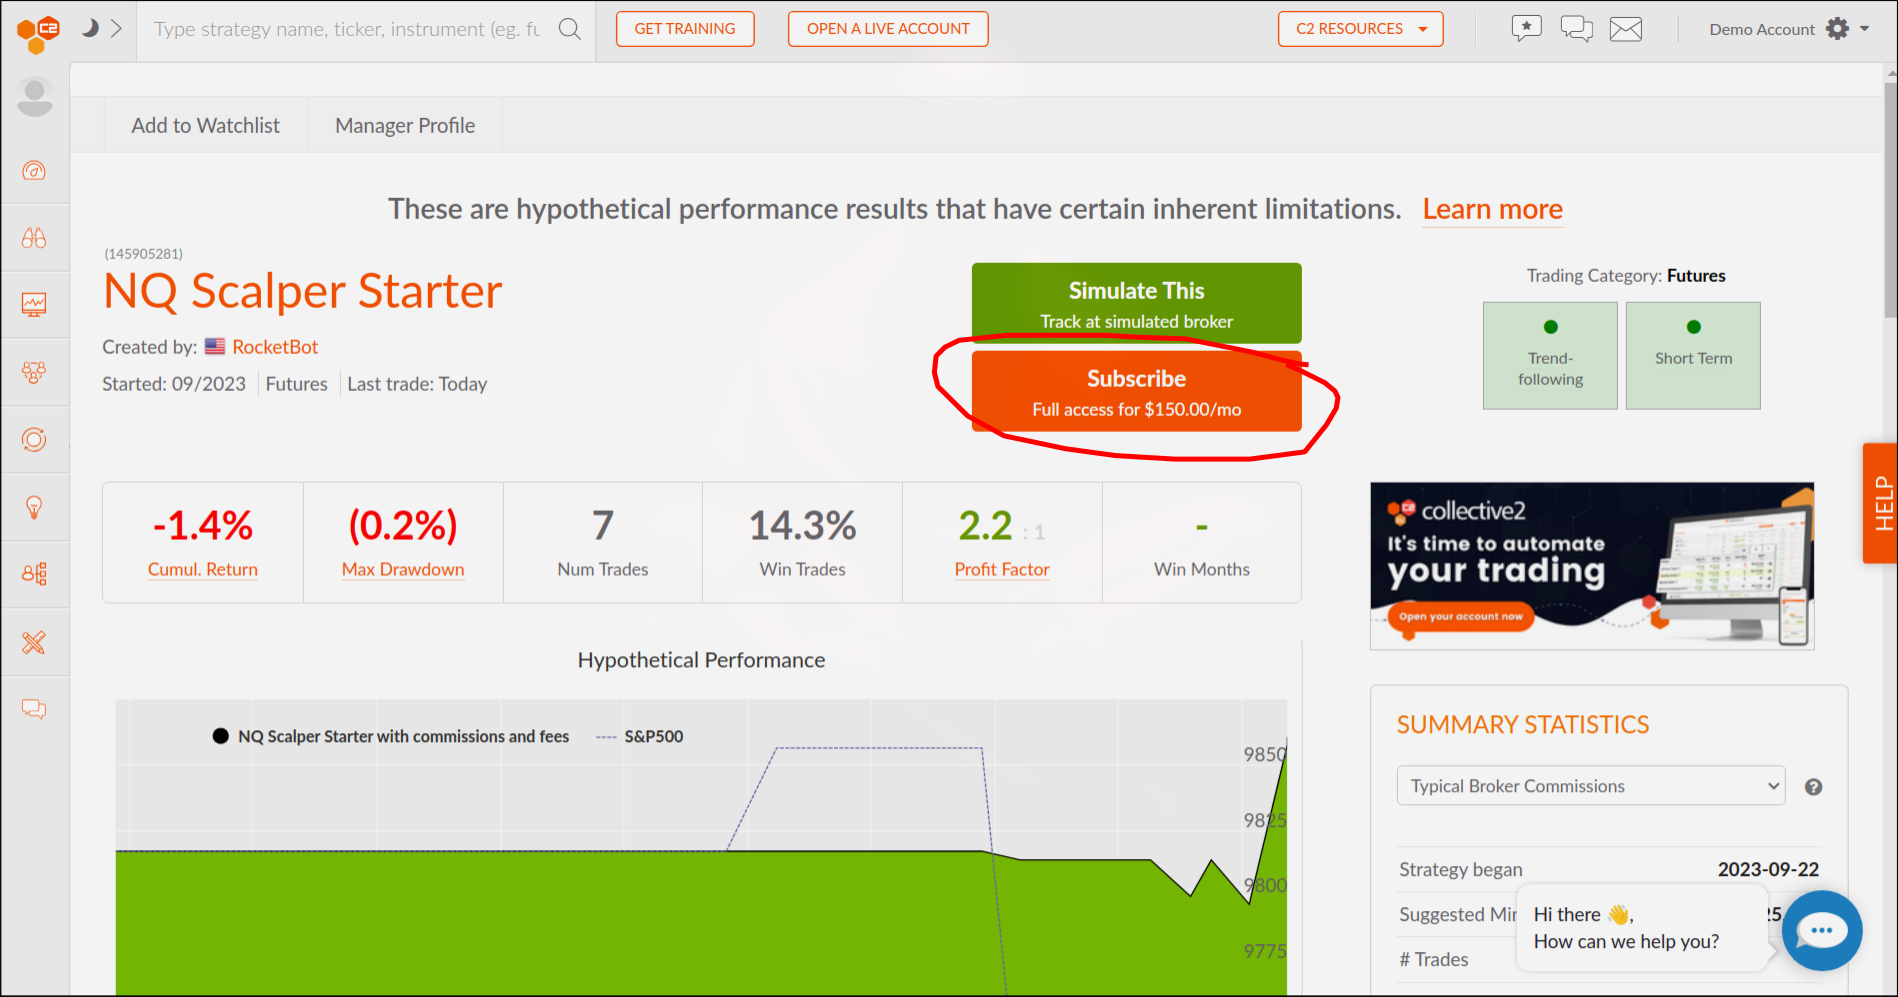 C2
Type strategy name, ticker, instrument (eg. fu
GET TRAINING
OPEN A LIVE ACCOUNT
C2 RESOURCES
Demo Account
Add to Watchlist
Manager Profile
These are hypothetical performance results that have certain inherent limitations. Learn more
(145905281)
NQ Scalper Starter
Created by: RocketBot
Started: 09/2023 Futures Last trade: Today
Simulate This
Track at simulated broker
Subscribe
Full access for $150.00/mo
Trading Category: Futures
Trend-
following
Short Term
HELP
-1.4%
Cumul. Return
(0.2%)
Max Drawdown
7
Num Trades
14.3%
Win Trades
2.2 : 1
Profit Factor
-
Win Months
C2 collective2
It's time to automate
your trading
Open your account now
Hypothetical Performance
NQ Scalper Starter with commissions and fees
S&P500
9850
9825
9800
9775
SUMMARY STATISTICS
Typical Broker Commissions
?
Strategy began 2023-09-22
Suggested Mi
# Trades
Hi there 👋,
How can we help you?